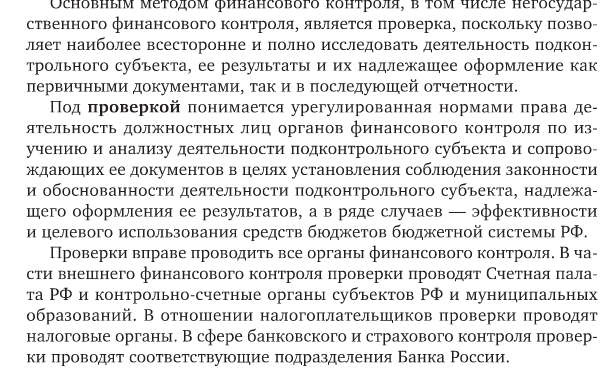 Основным методом финансового контроля, в том числе негосудар-
ственного финансового контроля, является проверка, поскольку позво-
ляет наиболее всесторонне и полно исследовать деятельность подкон-
трольного субъекта, ее результаты и их надлежащее оформление как
первичными документами, так и в последующей отчетности.
Под проверкой понимается урегулированная нормами права де-
ятельность должностных лиц органов финансового контроля по из-
учению и анализу деятельности подконтрольного субъекта и сопрово-
ждающих ее документов в целях установления соблюдения законности
и обоснованности деятельности подконтрольного субъекта, надлежа-
щего оформления ее результатов, а в ряде случаев — эффективности
и целевого использования средств бюджетов бюджетной системы РФ.
Проверки вправе проводить все органы финансового контроля. В ча-
сти внешнего финансового контроля проверки проводят Счетная пала-
та РФ и контрольно-счетные органы субъектов РФ и муниципальных
образований. В отношении налогоплательщиков проверки проводят
налоговые органы. В сфере банковского и страхового контроля провер-
ки проводят соответствующие подразделения Банка России.